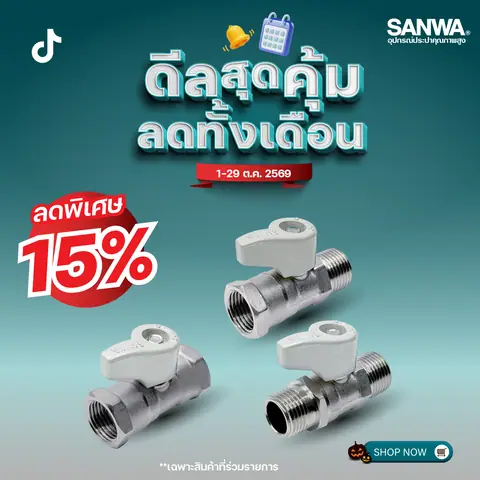 SANWA®
อุปกรณ์ประปาคุณภาพสูง
ดีลสุดคุ้ม
ลดทั้งเดือน
1-29 ต.ค. 2569
ลดพิเศษ
15%
SHOP NOW
**เฉพาะสินค้าที่ร่วมรายการ